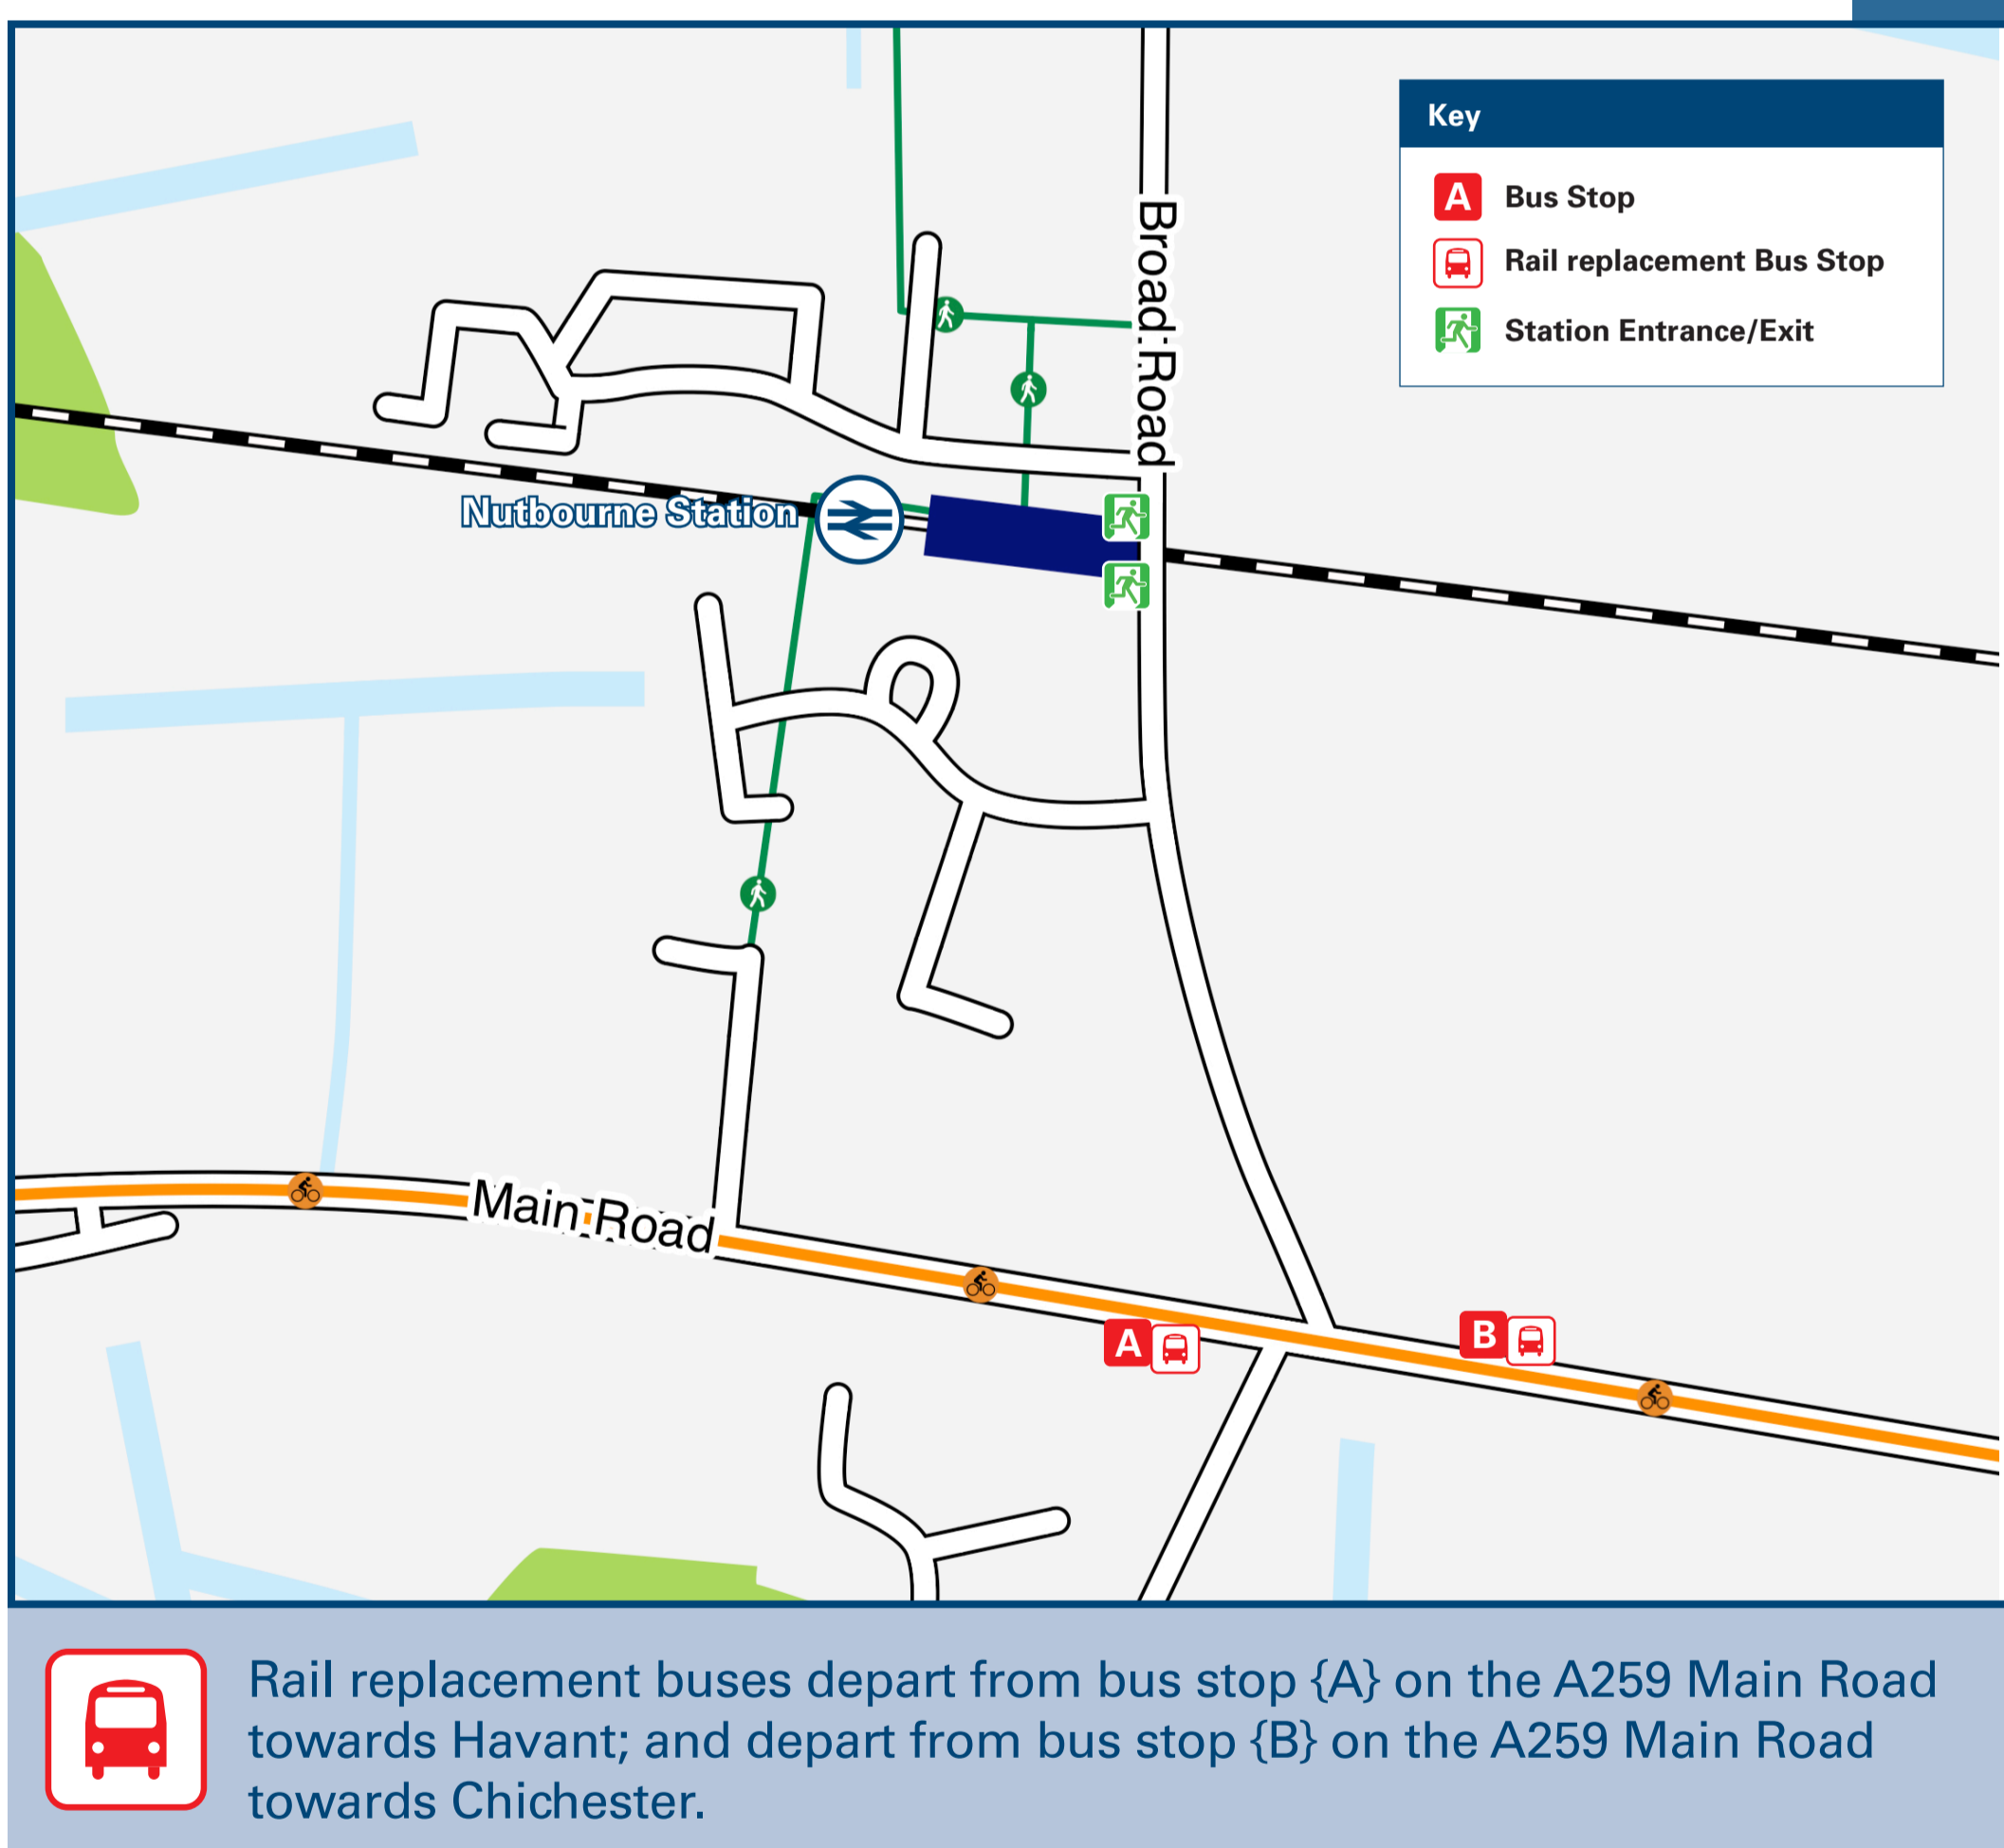 Key
A Bus Stop
Rail replacement Bus Stop
Station Entrance/Exit
Broad Road
Nutbourne Station
Main Road
A
B
Rail replacement buses depart from bus stop {A} on the A259 Main Road
towards Havant; and depart from bus stop {B} on the A259 Main Road
towards Chichester.